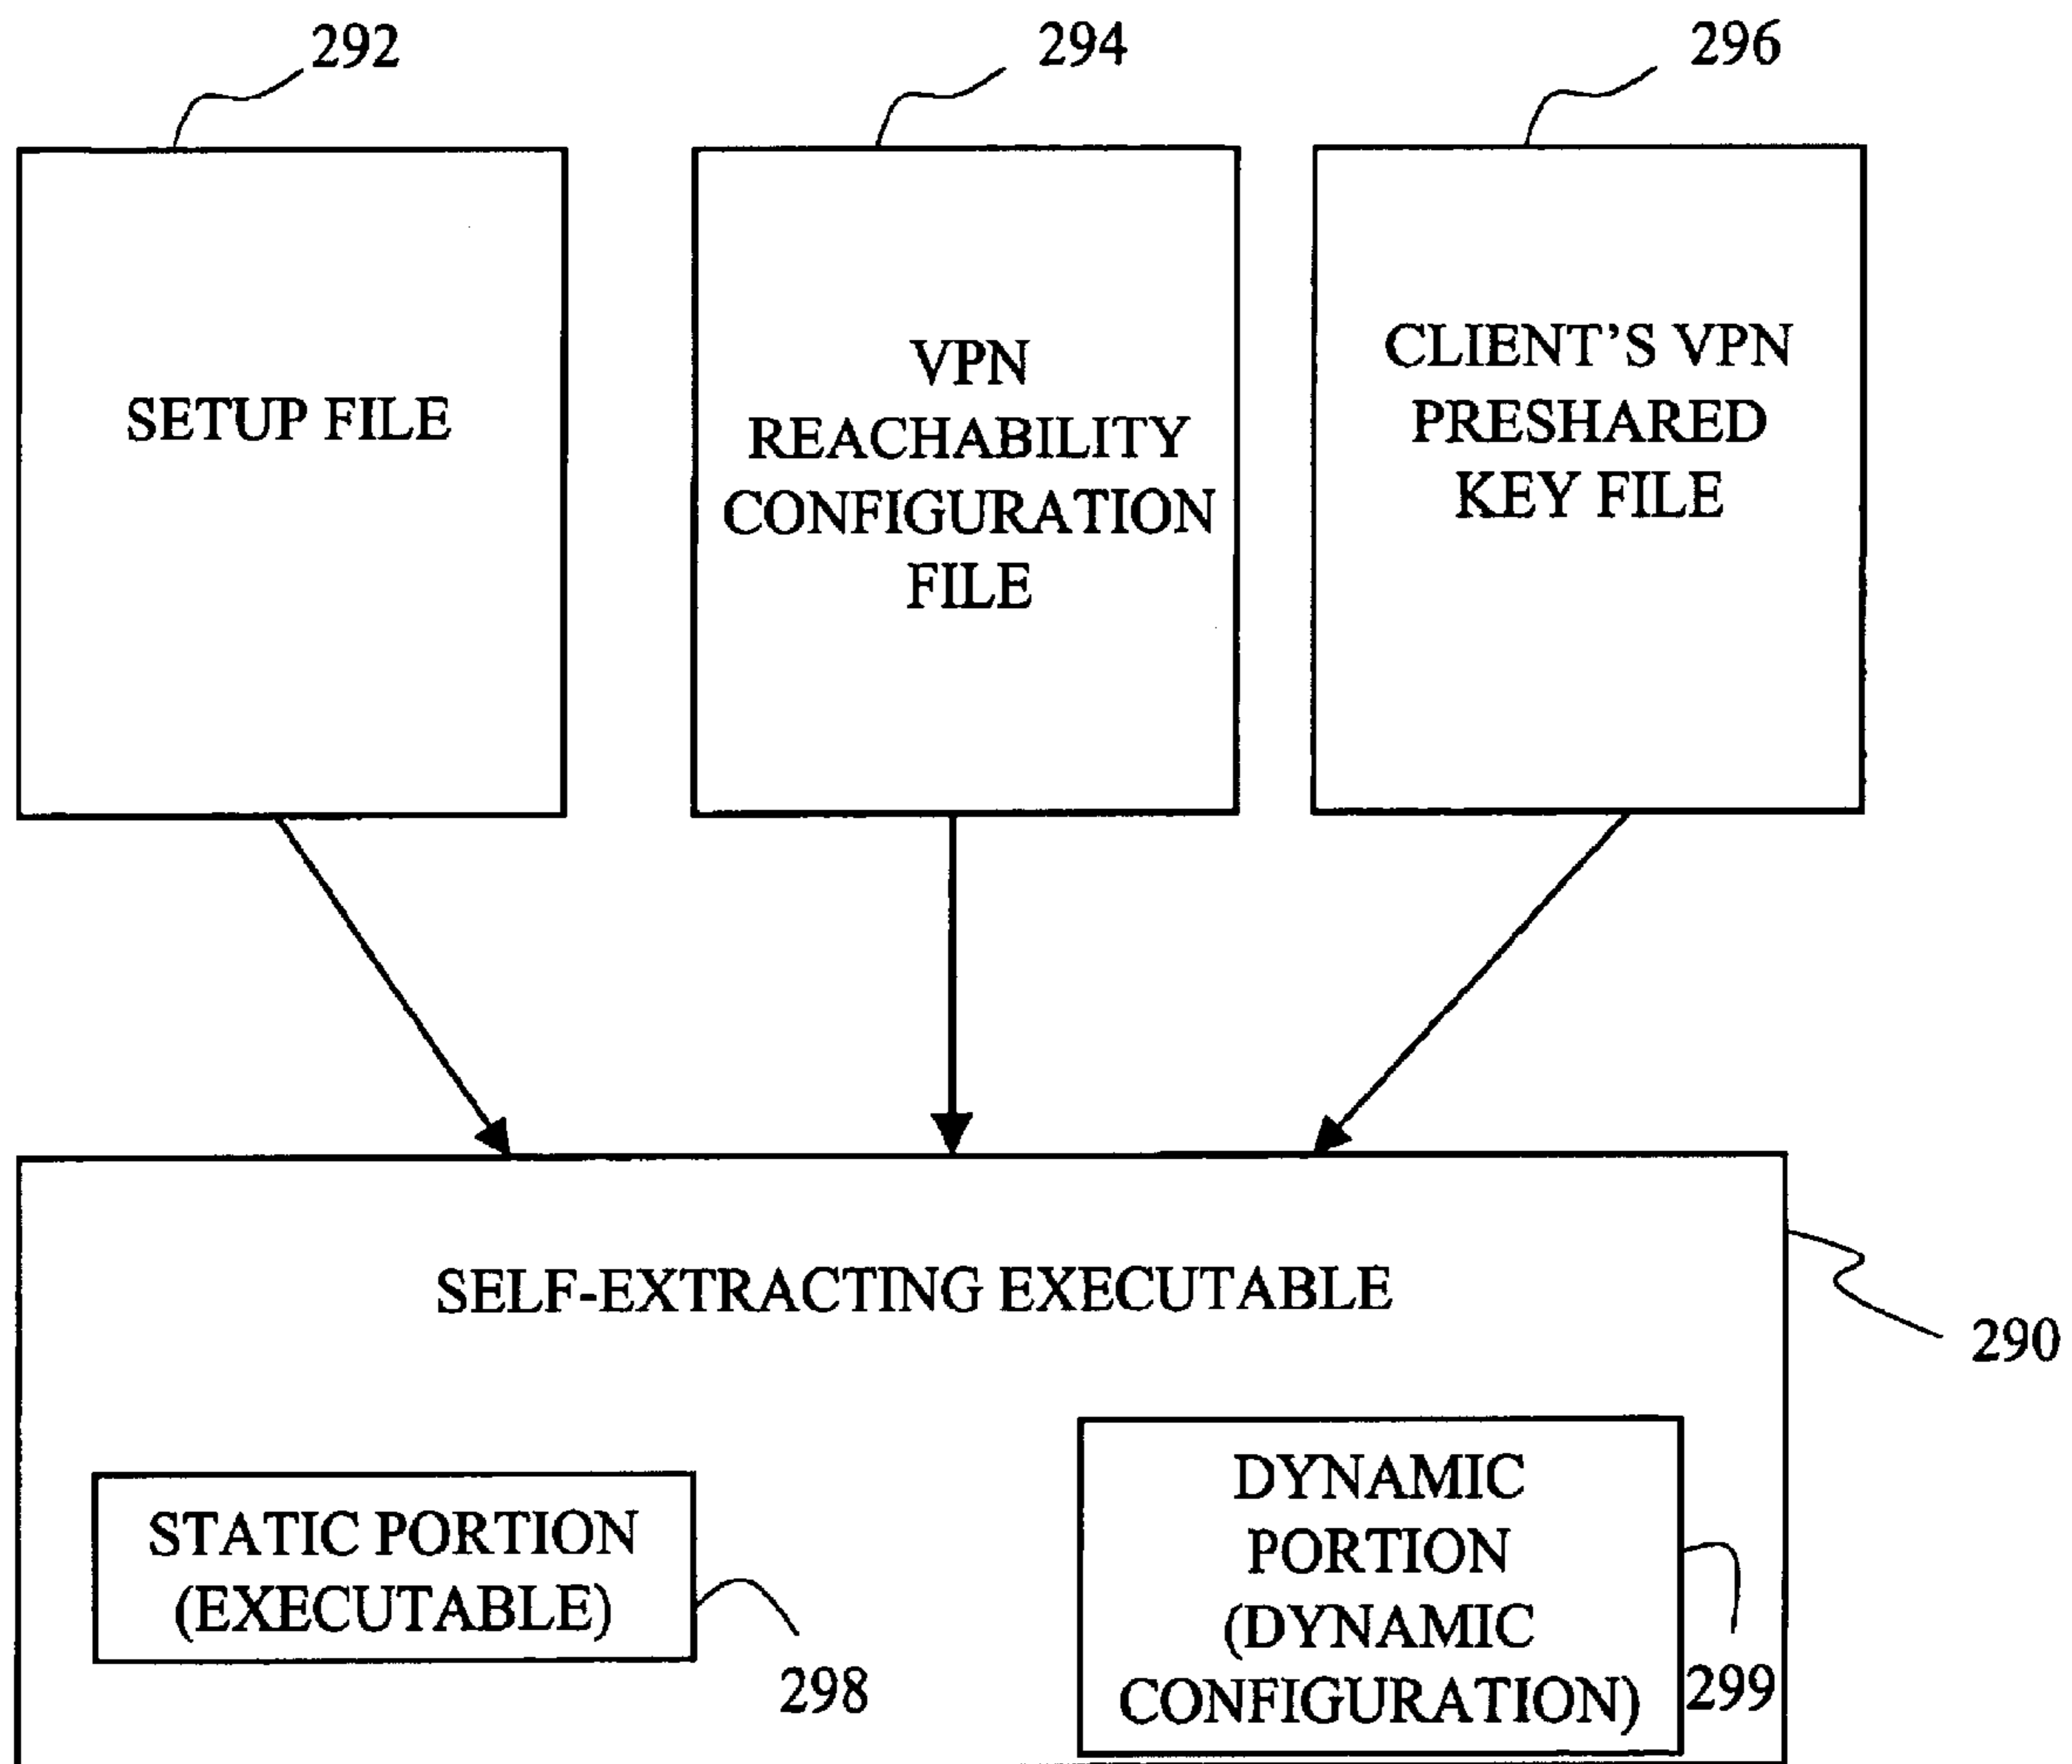 292
294
296
SETUP FILE
VPN
REACHABILITY
CONFIGURATION
FILE
CLIENT'S VPN
PRESHARED
KEY FILE
SELF-EXTRACTING EXECUTABLE
290
STATIC PORTION
(EXECUTABLE)
298
DYNAMIC
PORTION
(DYNAMIC
CONFIGURATION)
299